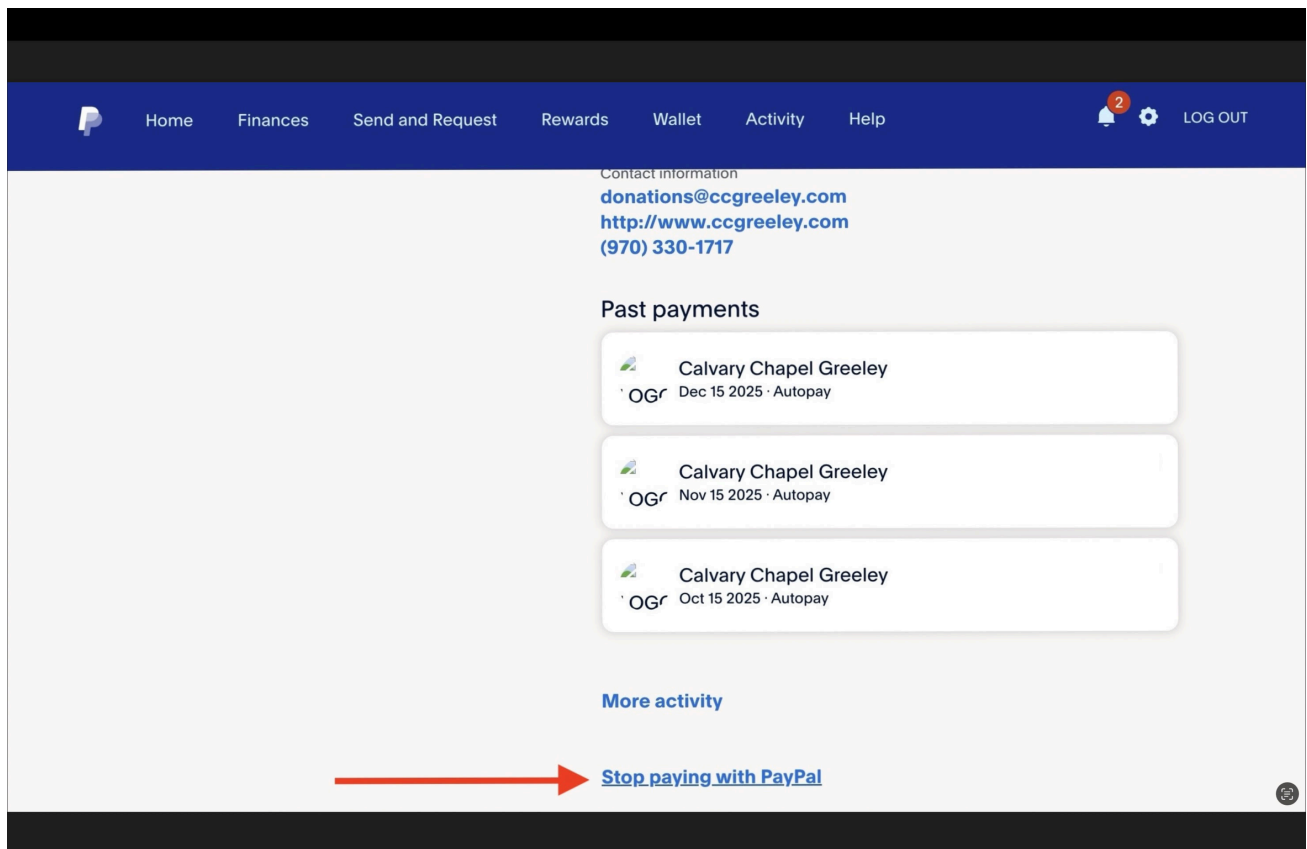 Home Finances Send and Request Rewards Wallet Activity Help 2 LOG OUT
Contact information
donations@ccgreeley.com
http://www.ccgreeley.com
(970) 330-1717
Past payments
Calvary Chapel Greeley
Dec 15 2025 · Autopay
Calvary Chapel Greeley
Nov 15 2025 · Autopay
Calvary Chapel Greeley
Oct 15 2025 · Autopay
More activity
Stop paying with PayPal